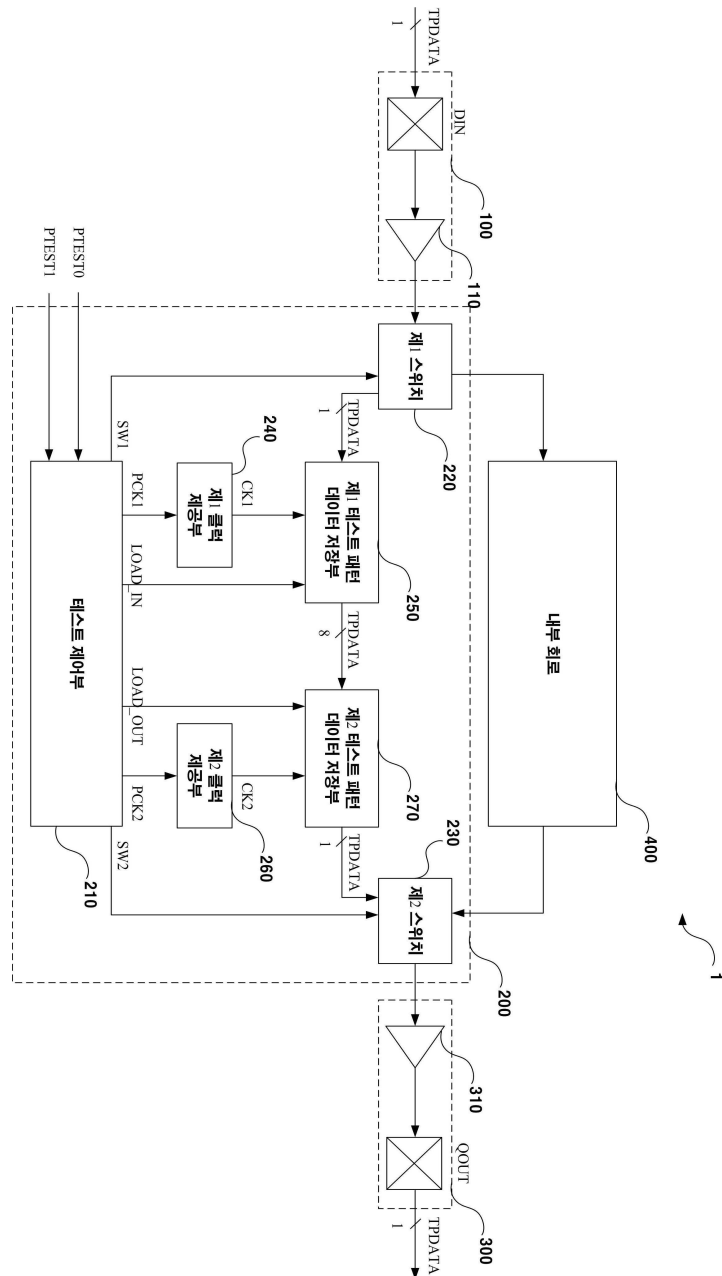 1
내부 회로
400
TPDATA
1
DIN
100
110
제1 스위치
220
TPDATA
1
제1 테스트 패턴
데이터 저장부
250
TPDATA
8
제2 테스트 패턴
데이터 저장부
270
TPDATA
1
제2 스위치
230
200
310
QOUT
300
TPDATA
1
제1 클럭
제공부
240
CK1
제2 클럭
제공부
260
CK2
SW1
PCK1
LOAD_IN
LOAD_OUT
PCK2
SW2
테스트 제어부
210
PTEST0
PTEST1